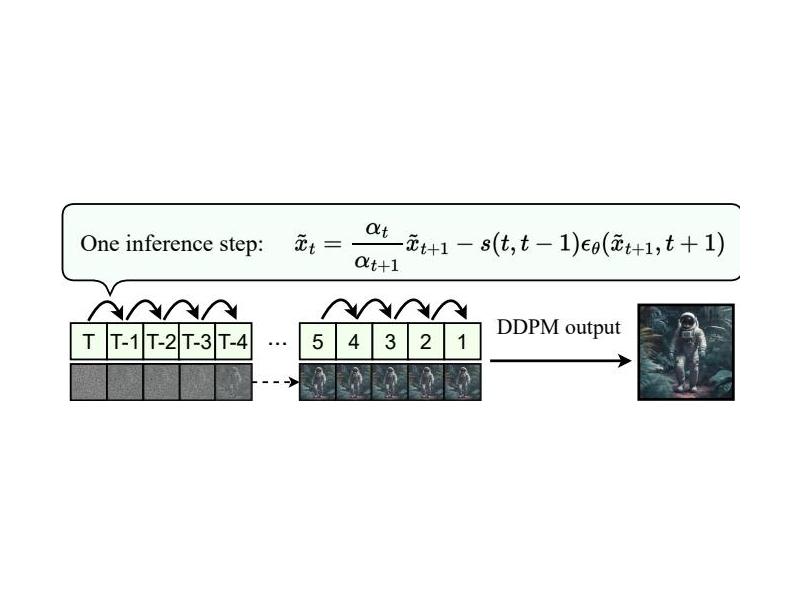 One inference step: $\tilde{x}_t = \frac{\alpha_t}{\alpha_{t+1}} \tilde{x}_{t+1} - s(t, t-1)\epsilon_\theta(\tilde{x}_{t+1}, t+1)$
T T-1 T-2 T-3 T-4 ... 5 4 3 2 1
DDPM output